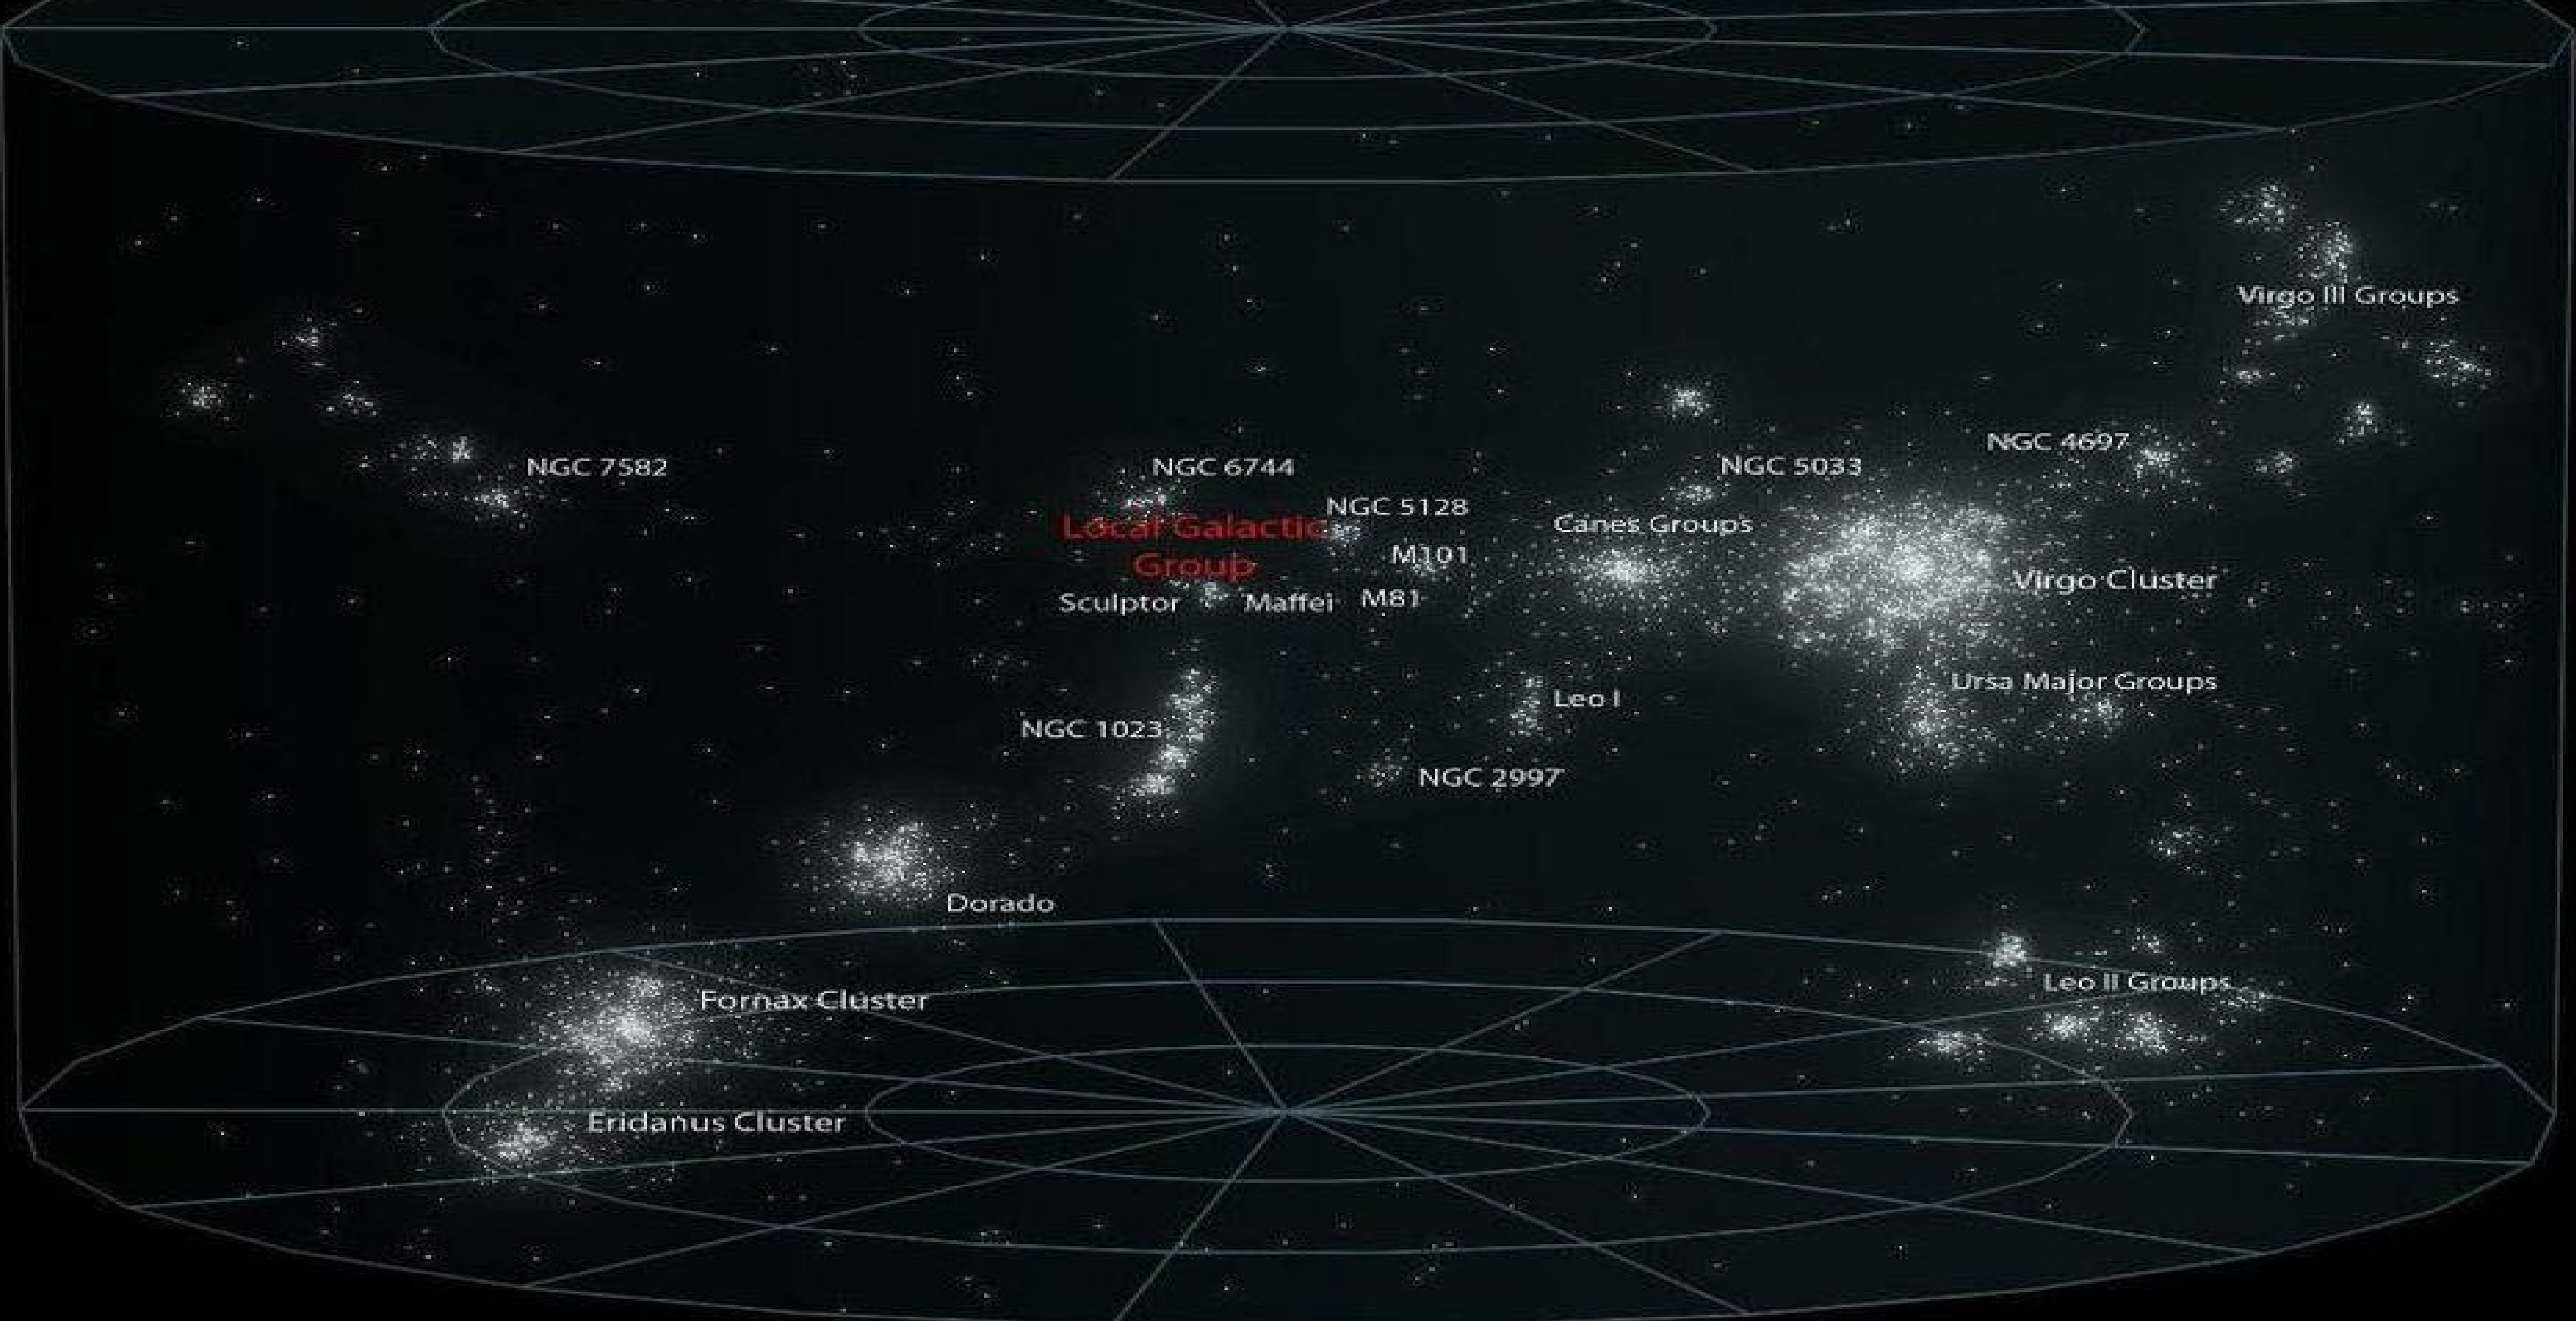 Virgo III Groups
NGC 4697
NGC 7582
NGC 6744
NGC 5033
NGC 5128
Local Galactic
Group
Canes Groups
M101
Virgo Cluster
Sculptor
Maffei
M81
Ursa Major Groups
Leo I
NGC 1023
NGC 2997
Dorado
Leo II Groups
Fornax Cluster
Eridanus Cluster